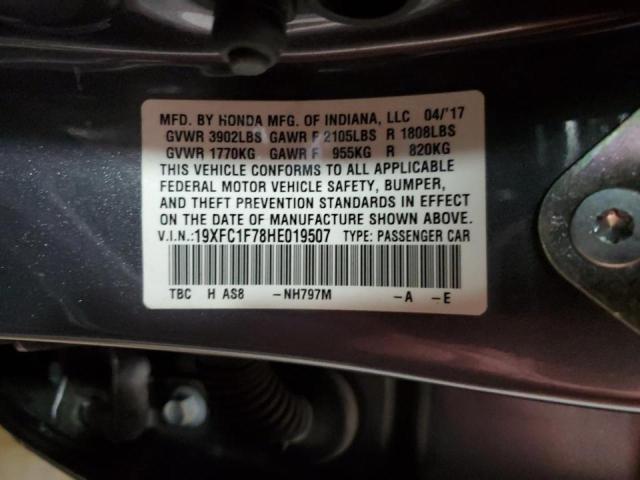 MFD. BY HONDA MFG. OF INDIANA, LLC 04/'17
GVWR 3902LBS GAWR F 2105LBS R 1808LBS
GVWR 1770KG GAWR F 955KG R 820KG
THIS VEHICLE CONFORMS TO ALL APPLICABLE
FEDERAL MOTOR VEHICLE SAFETY, BUMPER,
AND THEFT PREVENTION STANDARDS IN EFFECT
ON THE DATE OF MANUFACTURE SHOWN ABOVE.
V.I.N.:19XFC1F78HE019507 TYPE: PASSENGER CAR
TBC H AS8 -NH797M -A -E